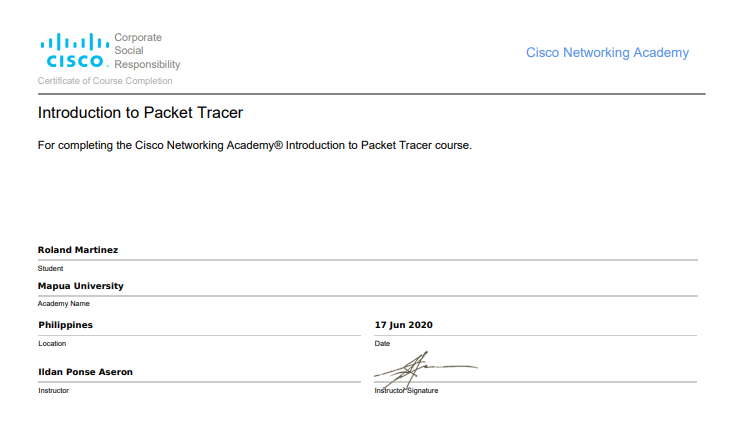 Corporate
Social
Responsibility
CISCO
Cisco Networking Academy
Certificate of Course Completion
Introduction to Packet Tracer
For completing the Cisco Networking Academy® Introduction to Packet Tracer course.
Roland Martinez
Student
Mapua University
Academy Name
Philippines
17 Jun 2020
Location
Date
Ildan Ponse Aseron
Instructor
Instructor Signature